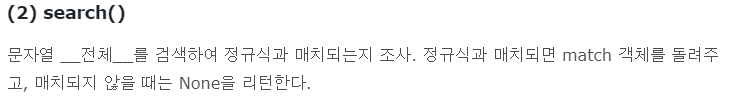 (2) search()
문자열 __전체__를 검색하여 정규식과 매치되는지 조사. 정규식과 매치되면 match 객체를 돌려주
고, 매치되지 않을 때는 None을 리턴한다.